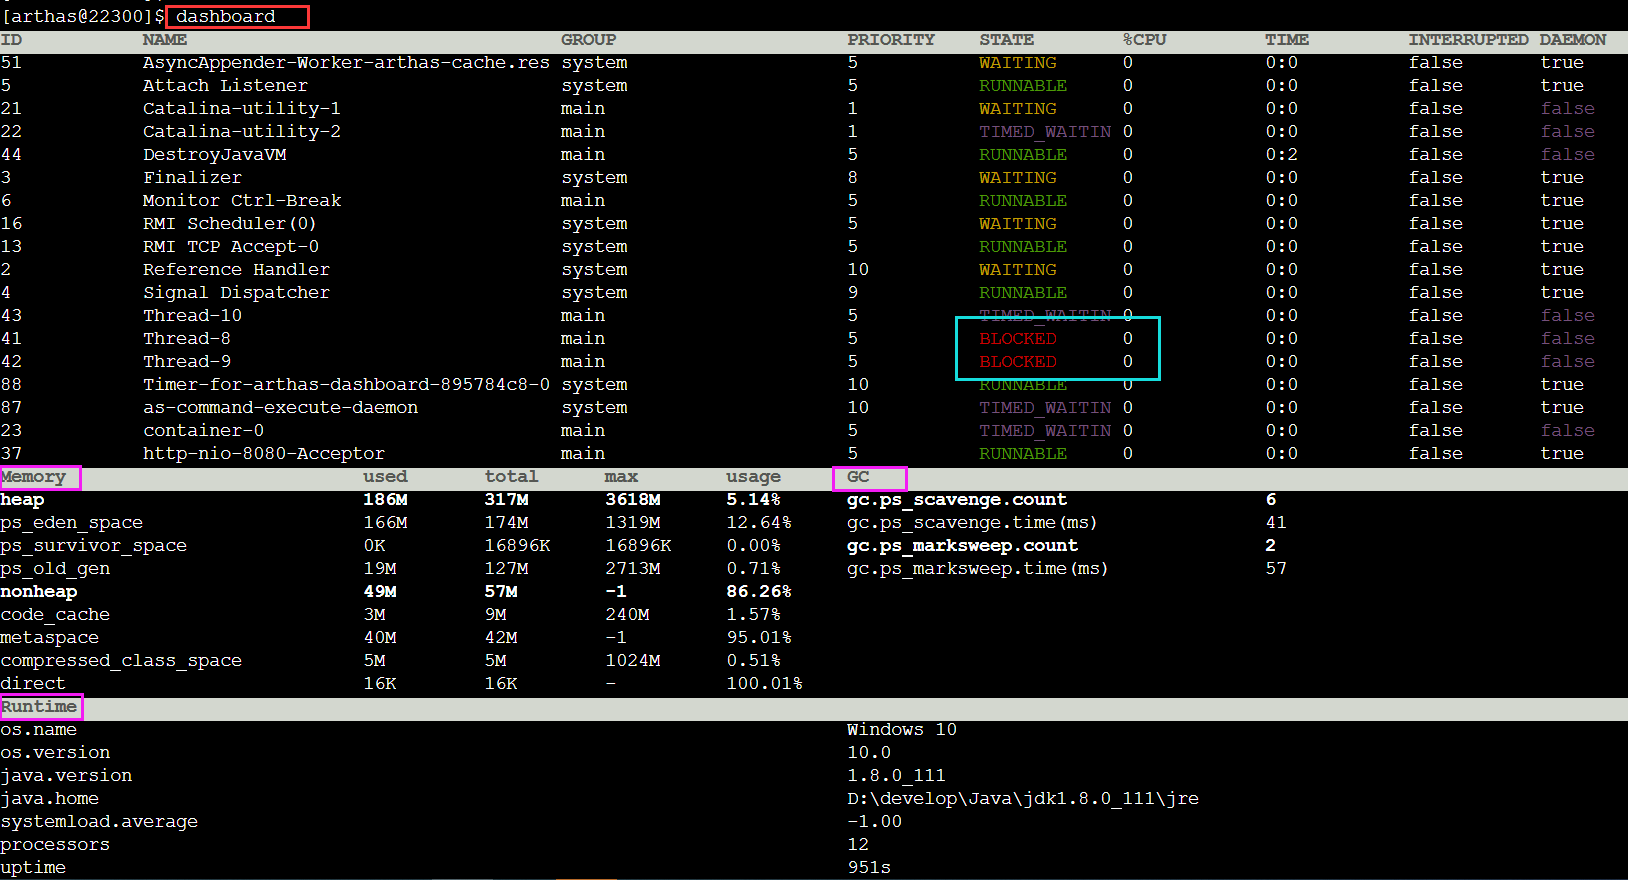 [arthas@22300]$ dashboard
ID NAME GROUP PRIORITY STATE %CPU TIME INTERRUPTED DAEMON
51 AsyncAppender-Worker-arthas-cache.res system 5 WAITING 0 0:0 false true
5 Attach Listener system 5 RUNNABLE 0 0:0 false true
21 Catalina-utility-1 main 1 WAITING 0 0:0 false false
22 Catalina-utility-2 main 1 TIMED_WAITIN 0 0:0 false false
44 DestroyJavaVM main 5 RUNNABLE 0 0:2 false false
3 Finalizer system 8 WAITING 0 0:0 false true
6 Monitor Ctrl-Break main 5 RUNNABLE 0 0:0 false true
16 RMI Scheduler(0) system 5 WAITING 0 0:0 false true
13 RMI TCP Accept-0 system 5 RUNNABLE 0 0:0 false true
2 Reference Handler system 10 WAITING 0 0:0 false true
4 Signal Dispatcher system 9 RUNNABLE 0 0:0 false true
43 Thread-10 main 5 TIMED_WAITIN 0 0:0 false false
41 Thread-8 main 5 BLOCKED 0 0:0 false false
42 Thread-9 main 5 BLOCKED 0 0:0 false false
88 Timer-for-arthas-dashboard-895784c8-0 system 10 RUNNABLE 0 0:0 false true
87 as-command-execute-daemon system 10 TIMED_WAITIN 0 0:0 false true
23 container-0 main 5 TIMED_WAITIN 0 0:0 false false
37 http-nio-8080-Acceptor main 5 RUNNABLE 0 0:0 false true
Memory used total max usage GC
heap 186M 317M 3618M 5.14% gc.ps_scavenge.count 6
ps_eden_space 166M 174M 1319M 12.64% gc.ps_scavenge.time(ms) 41
ps_survivor_space 0K 16896K 16896K 0.00% gc.ps_marksweep.count 2
ps_old_gen 19M 127M 2713M 0.71% gc.ps_marksweep.time(ms) 57
nonheap 49M 57M -1 86.26%
code_cache 3M 9M 240M 1.57%
metaspace 40M 42M -1 95.01%
compressed_class_space 5M 5M 1024M 0.51%
direct 16K 16K - 100.01%
Runtime
os.name Windows 10
os.version 10.0
java.version 1.8.0_111
java.home D:\develop\Java\jdk1.8.0_111\jre
systemload.average -1.00
processors 12
uptime 951s